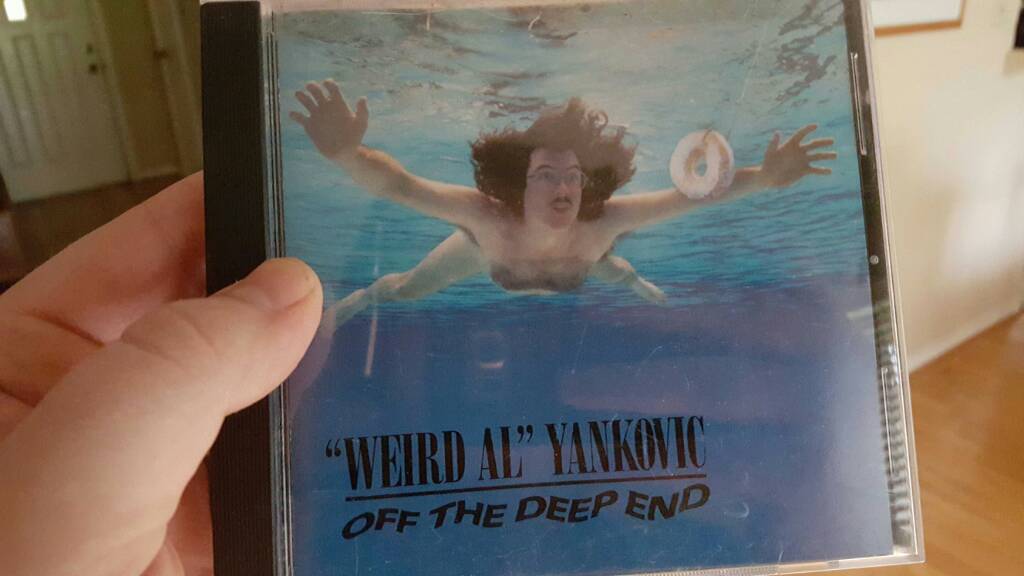 “WEIRD AL” YANKOVIC
OFF THE DEEP END